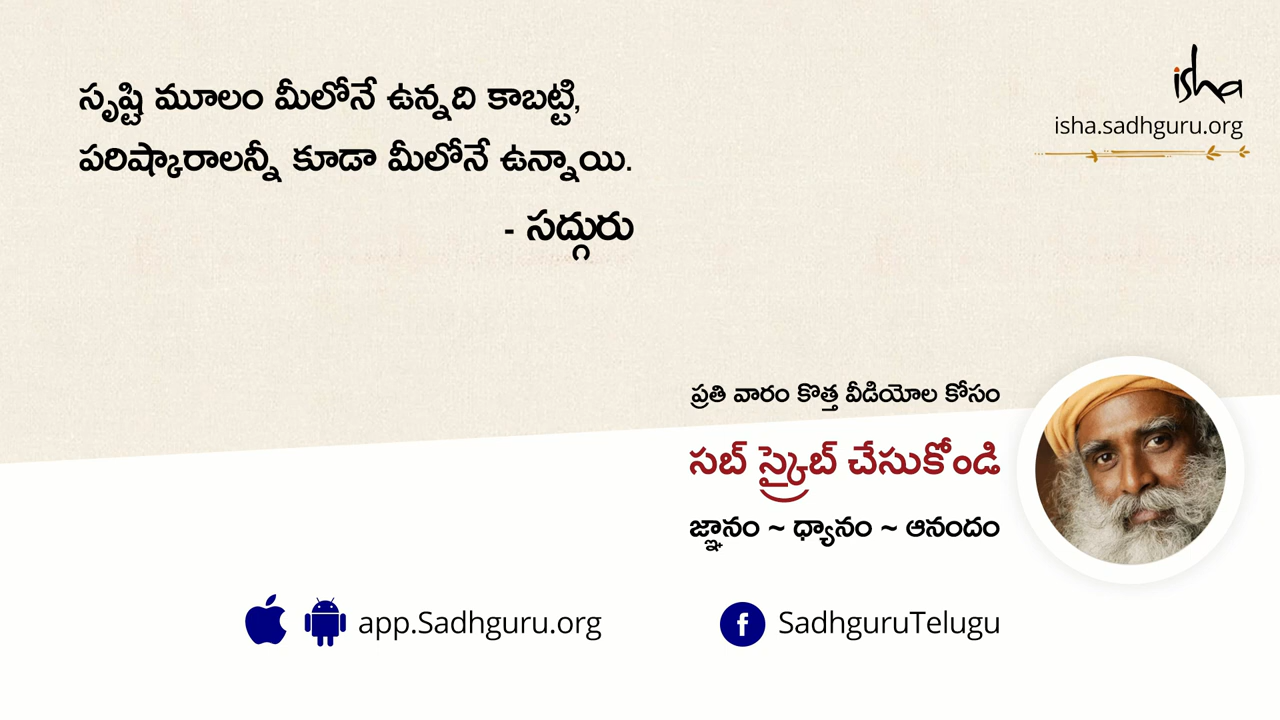 సృష్టి మూలం మీలోనే ఉన్నది కాబట్టి,
పరిష్కారాలన్నీ కూడా మీలోనే ఉన్నాయి.
- సద్గురు
isha
isha.sadhguru.org
ప్రతి వారం కొత్త వీడియోల కోసం
సబ్ స్క్రైబ్ చేసుకోండి
జ్ఞానం ~ ధ్యానం ~ ఆనందం
app.Sadhguru.org
f SadhguruTelugu